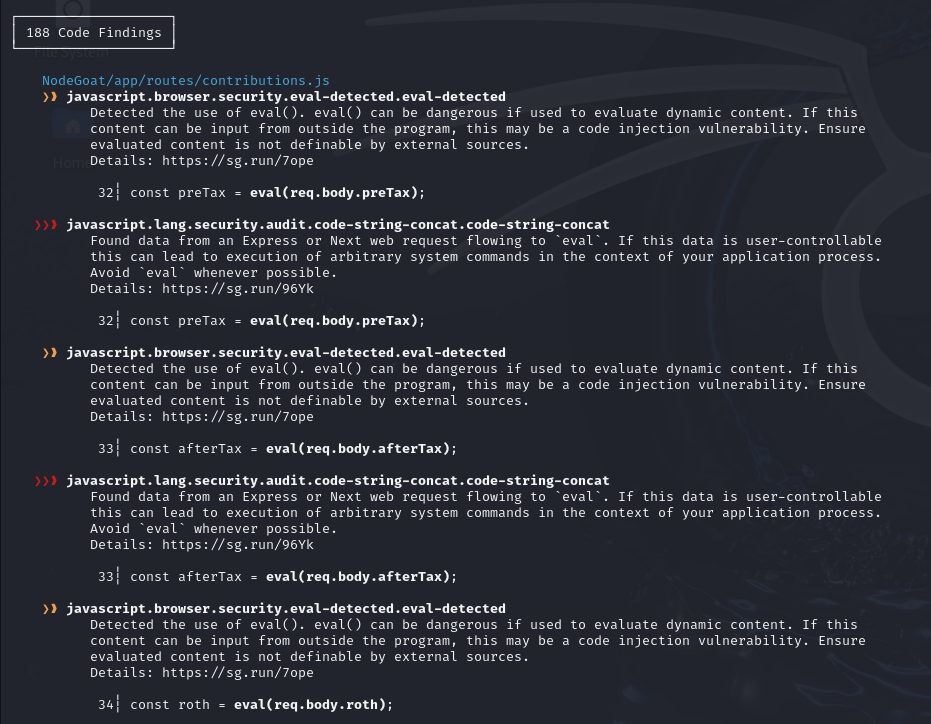 188 Code Findings
File System
NodeGoat/app/routes/contributions.js
❯❱ javascript.browser.security.eval-detected.eval-detected
Detected the use of eval(). eval() can be dangerous if used to evaluate dynamic content. If this
content can be input from outside the program, this may be a code injection vulnerability. Ensure
evaluated content is not definable by external sources.
Details: https://sg.run/7ope
Home
32┆ const preTax = eval(req.body.preTax);
❯❯❱ javascript.lang.security.audit.code-string-concat.code-string-concat
Found data from an Express or Next web request flowing to `eval`. If this data is user-controllable
this can lead to execution of arbitrary system commands in the context of your application process.
Avoid `eval` whenever possible.
Details: https://sg.run/96Yk
32┆ const preTax = eval(req.body.preTax);
❯❱ javascript.browser.security.eval-detected.eval-detected
Detected the use of eval(). eval() can be dangerous if used to evaluate dynamic content. If this
content can be input from outside the program, this may be a code injection vulnerability. Ensure
evaluated content is not definable by external sources.
Details: https://sg.run/7ope
33┆ const afterTax = eval(req.body.afterTax);
❯❯❱ javascript.lang.security.audit.code-string-concat.code-string-concat
Found data from an Express or Next web request flowing to `eval`. If this data is user-controllable
this can lead to execution of arbitrary system commands in the context of your application process.
Avoid `eval` whenever possible.
Details: https://sg.run/96Yk
33┆ const afterTax = eval(req.body.afterTax);
❯❱ javascript.browser.security.eval-detected.eval-detected
Detected the use of eval(). eval() can be dangerous if used to evaluate dynamic content. If this
content can be input from outside the program, this may be a code injection vulnerability. Ensure
evaluated content is not definable by external sources.
Details: https://sg.run/7ope
34┆ const roth = eval(req.body.roth);